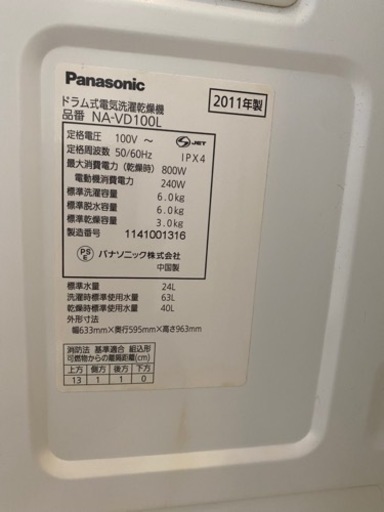 Panasonic
2011年製
ドラム式電気洗濯乾燥機
品番 NA-VD100L
定格電圧 100V ～
S JET
定格周波数 50/60Hz
IPX4
最大消費電力（乾燥時） 800W
電動機消費電力 240W
標準洗濯容量 6.0kg
標準脱水容量 6.0kg
標準乾燥容量 3.0kg
製造番号 1141001316
PS E
パナソニック株式会社
中国製
標準水量 24L
洗濯時標準使用水量 63L
乾燥時標準使用水量 40L
外形寸法
幅633mm×奥行595mm×高さ963mm
消防法 基準適合 組込形
可燃物からの離隔距離(cm)
上方 側方 後方 下方
13 1 1 0